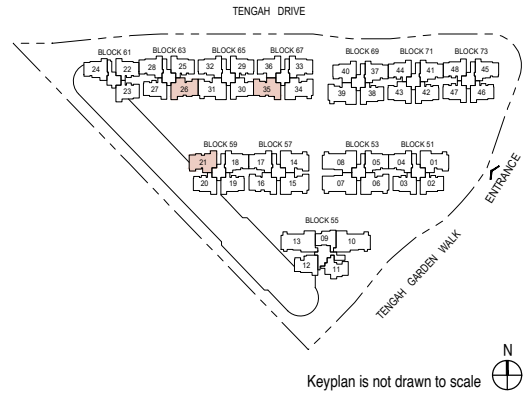 TENGAH DRIVE
BLOCK 61 BLOCK 63 BLOCK 65 BLOCK 67 BLOCK 69 BLOCK 71 BLOCK 73
24 22 28 25 32 29 36 33 40 37 44 41 48 45
23 27 26 31 30 35 34 39 38 43 42 47 46
BLOCK 59 BLOCK 57 BLOCK 53 BLOCK 51
21 18 17 14 08 05 04 01
20 19 16 15 07 06 03 02
ENTRANCE
BLOCK 55
13 09 10
12 11
TENGAH GARDEN WALK
N
Keyplan is not drawn to scale